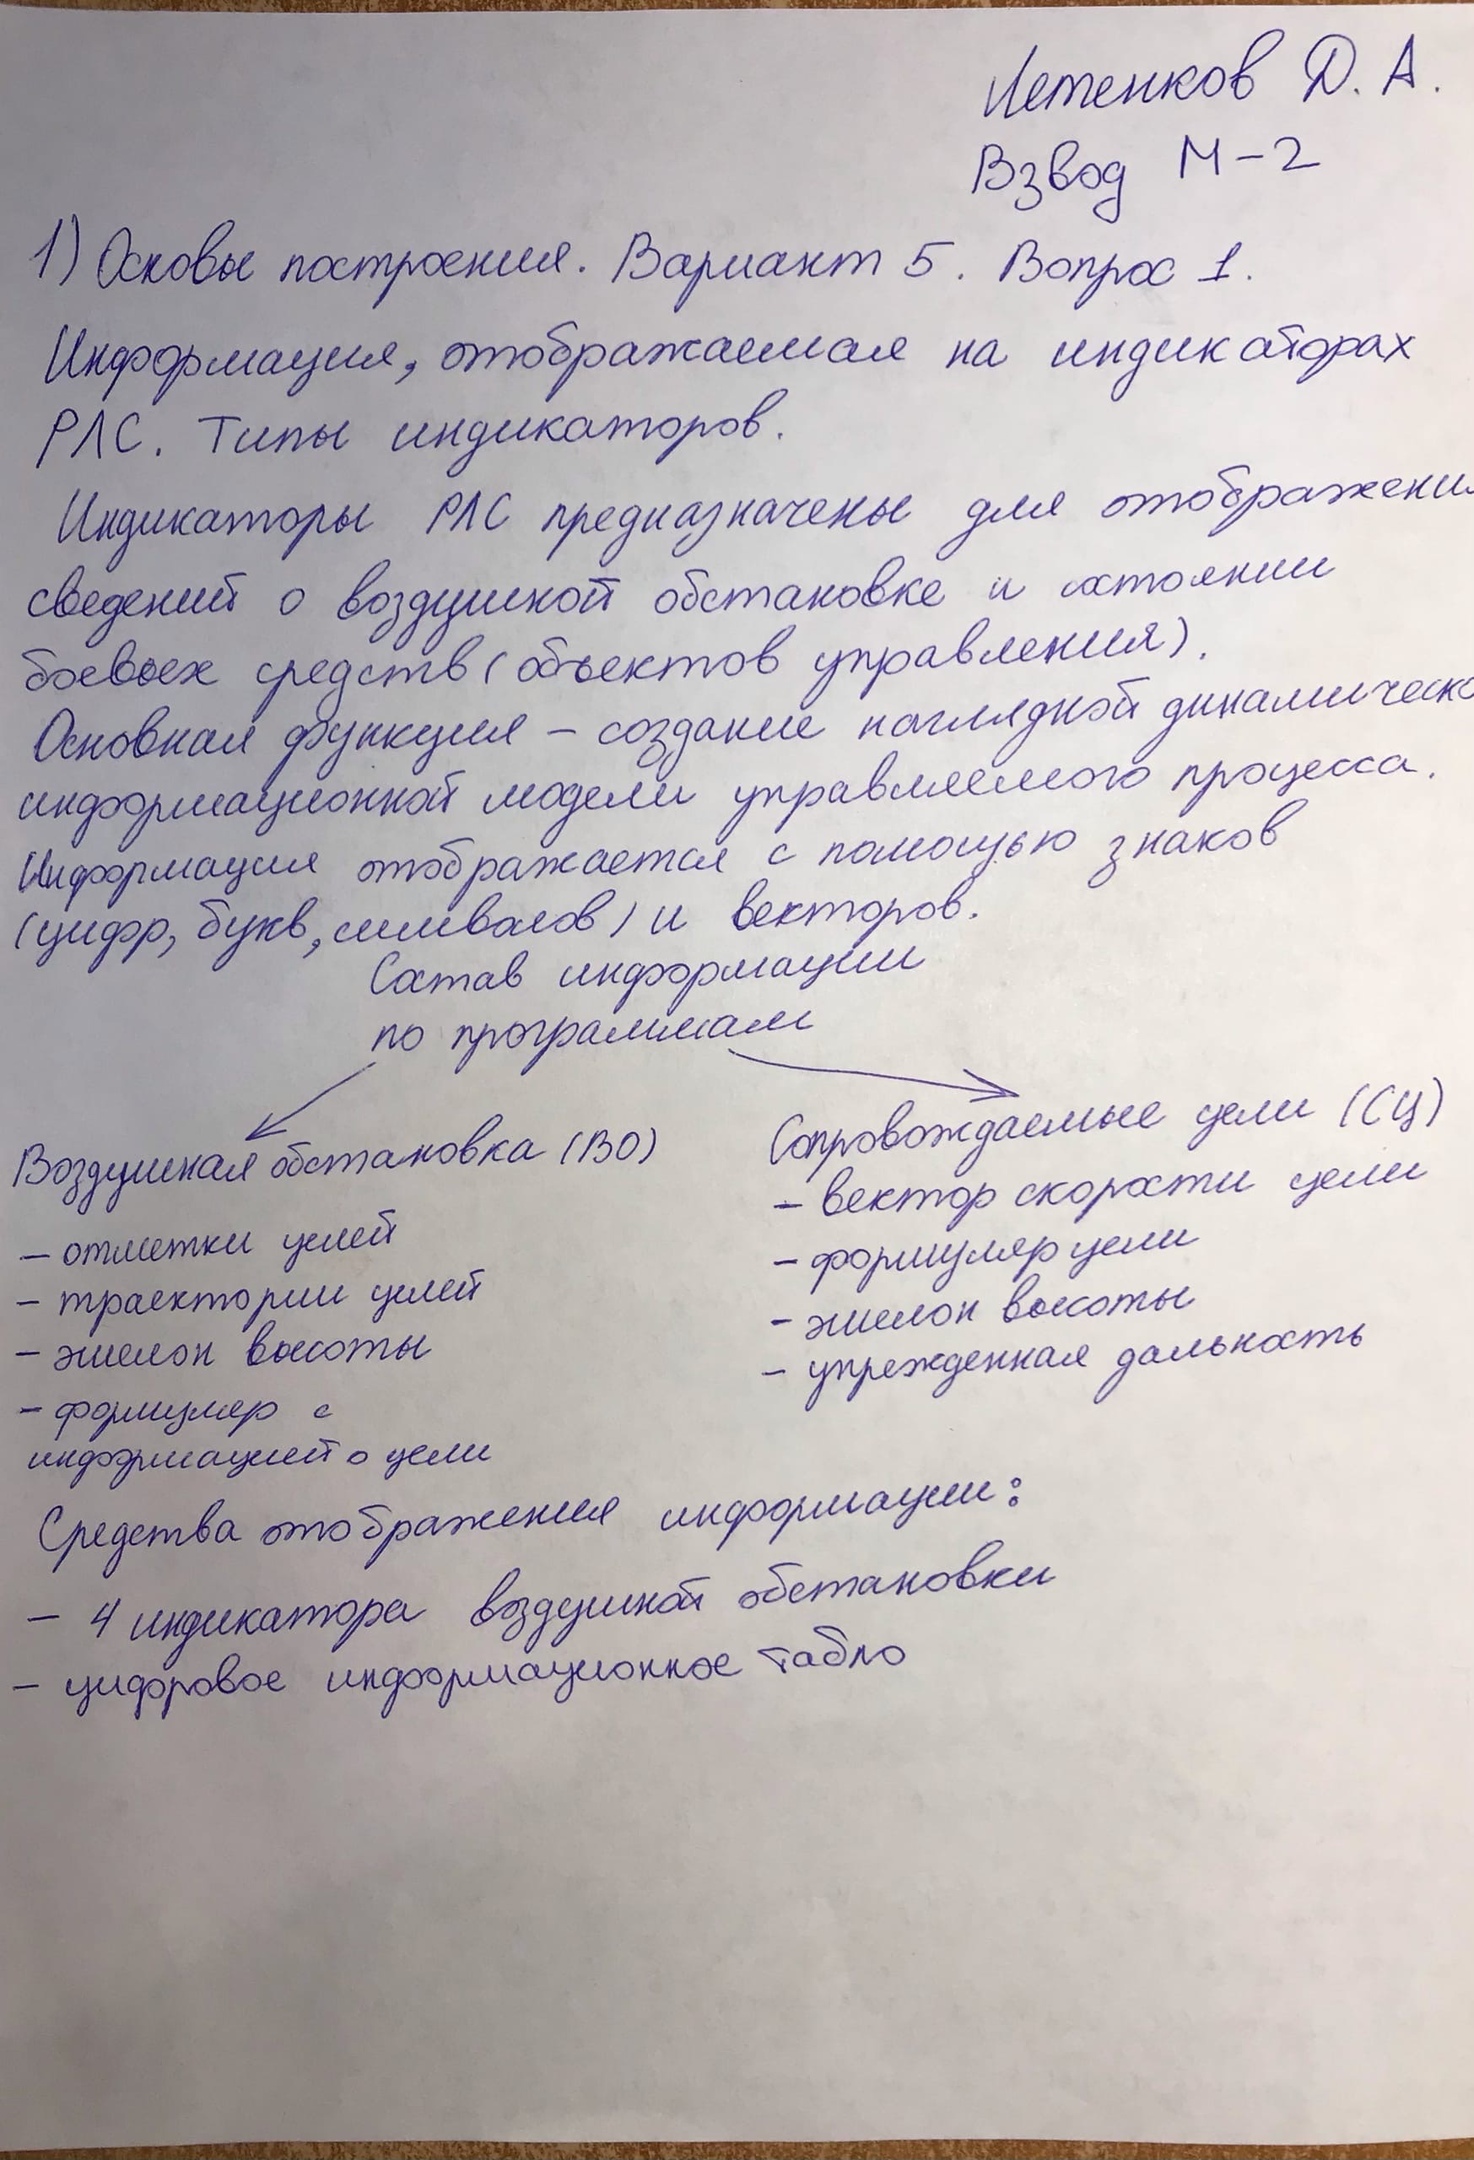 Летенков Д. А.
Взвод М-2
1) Основы построения. Вариант 5. Вопрос 1.
Информация, отображаемая на индикаторах
РЛС. Типы индикаторов.
Индикаторы РЛС предназначены для отображени
сведений о воздушной обстановке и состоянии
боевых средств (объектов управления).
Основная функция – создание наглядной динамическо
информационной модели управляемого процесса.
Информация отображается с помощью знаков
(цифр, букв, символов) и векторов.
Состав информации
по программам
Воздушная обстановка (ВО)
– отметки целей
– траектории целей
– эшелон высоты
– формуляр с
информацией о цели
Сопровождаемые цели (СЦ)
– вектор скорости цели
– формуляр цели
– эшелон высоты
– упрежденная дальность
Средства отображения информации:
– 4 индикатора воздушной обстановки
– цифровое информационное табло